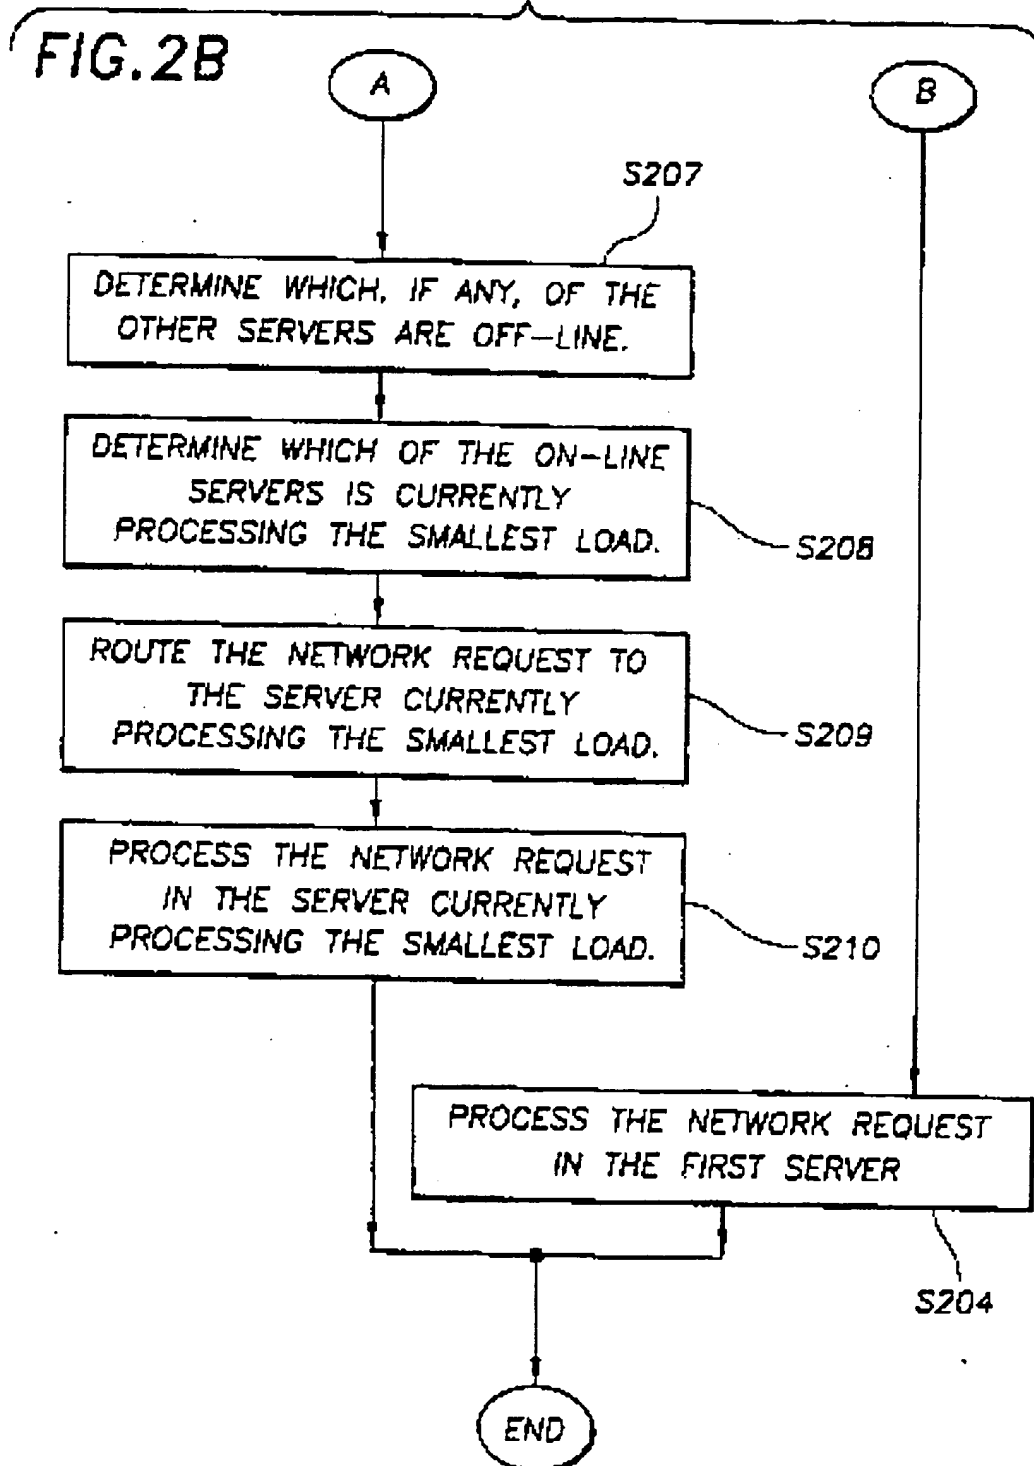 FIG.2B
A
B
S207
DETERMINE WHICH, IF ANY, OF THE
OTHER SERVERS ARE OFF-LINE.
DETERMINE WHICH OF THE ON-LINE
SERVERS IS CURRENTLY
PROCESSING THE SMALLEST LOAD.
S208
ROUTE THE NETWORK REQUEST TO
THE SERVER CURRENTLY
PROCESSING THE SMALLEST LOAD.
S209
PROCESS THE NETWORK REQUEST
IN THE SERVER CURRENTLY
PROCESSING THE SMALLEST LOAD.
S210
PROCESS THE NETWORK REQUEST
IN THE FIRST SERVER
S204
END